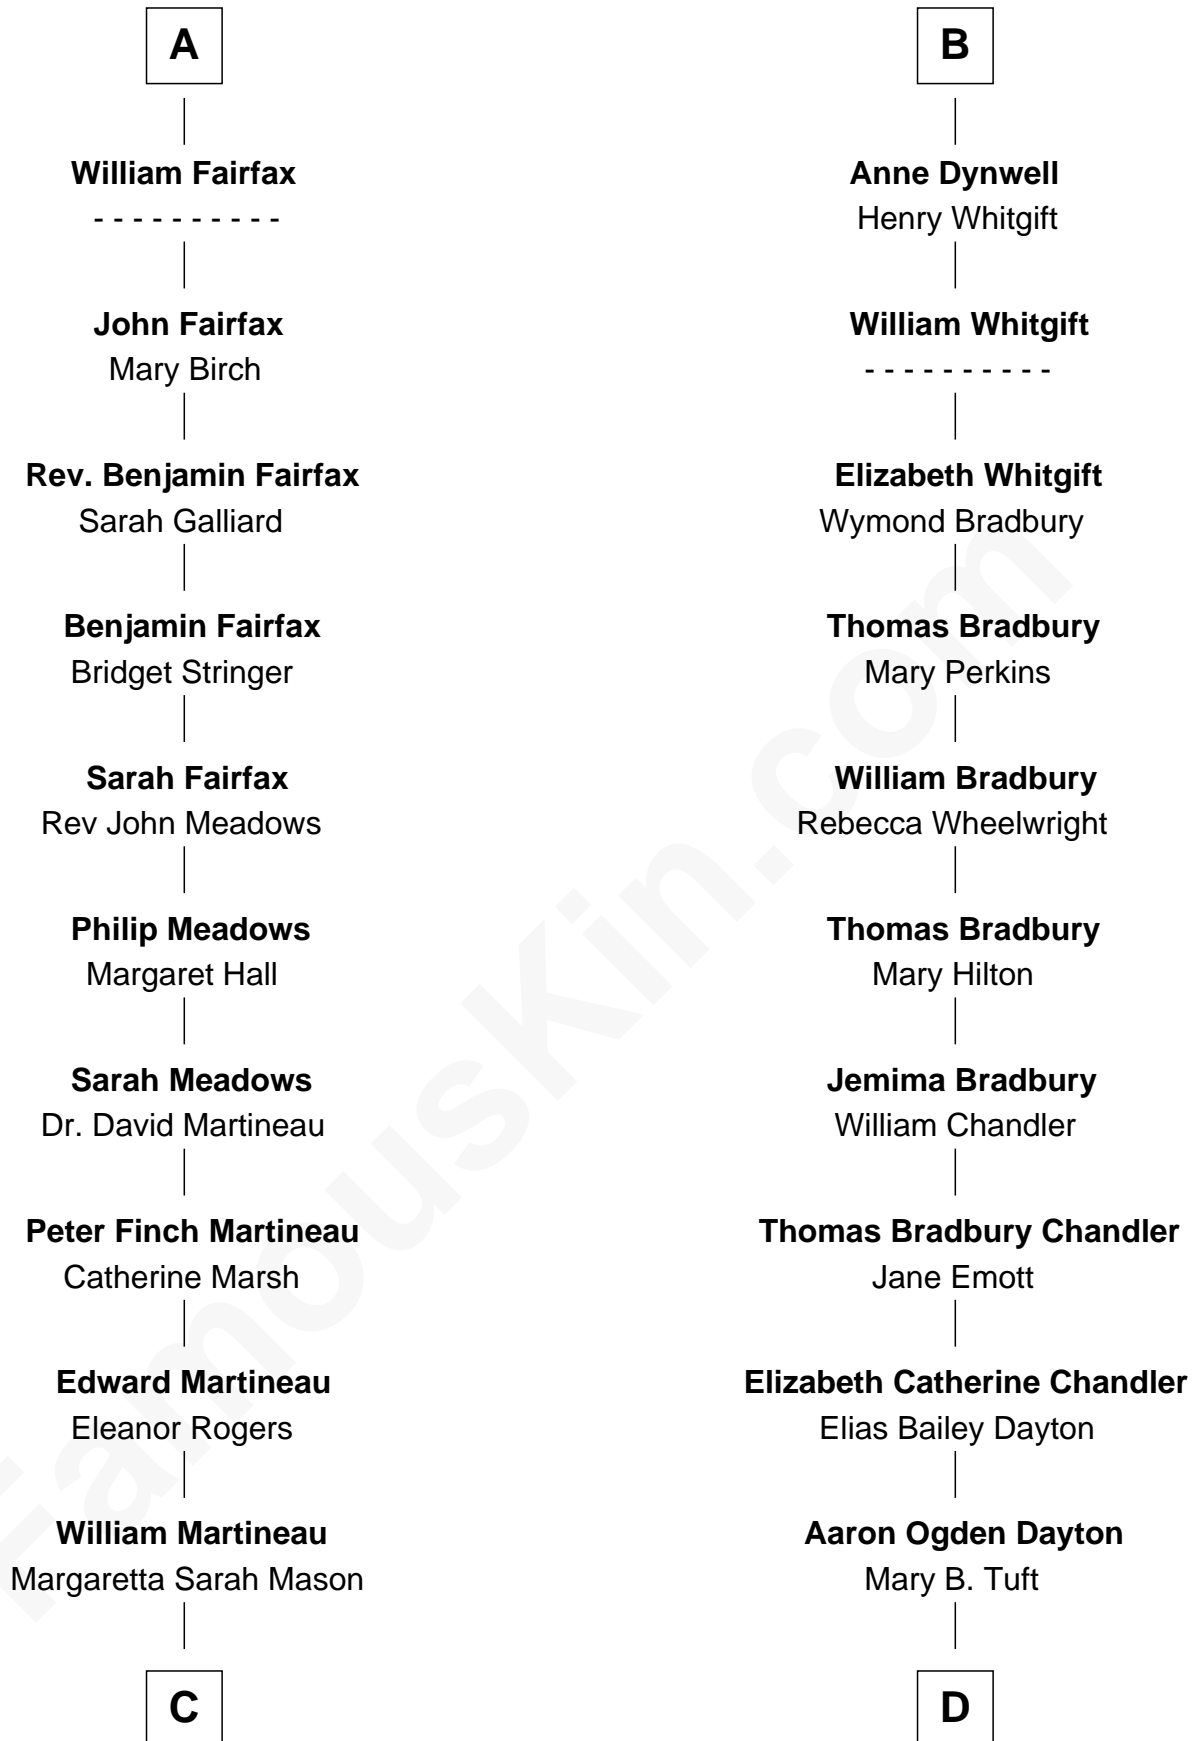 A
William Fairfax
- - - - - - - - - -
John Fairfax
Mary Birch
Rev. Benjamin Fairfax
Sarah Galliard
Benjamin Fairfax
Bridget Stringer
Sarah Fairfax
Rev John Meadows
Philip Meadows
Margaret Hall
Sarah Meadows
Dr. David Martineau
Peter Finch Martineau
Catherine Marsh
Edward Martineau
Eleanor Rogers
William Martineau
Margaretta Sarah Mason
C
B
Anne Dynwell
Henry Whitgift
William Whitgift
- - - - - - - - - -
Elizabeth Whitgift
Wymond Bradbury
Thomas Bradbury
Mary Perkins
William Bradbury
Rebecca Wheelwright
Thomas Bradbury
Mary Hilton
Jemima Bradbury
William Chandler
Thomas Bradbury Chandler
Jane Emott
Elizabeth Catherine Chandler
Elias Bailey Dayton
Aaron Ogden Dayton
Mary B. Tuft
D
FamousKin.com